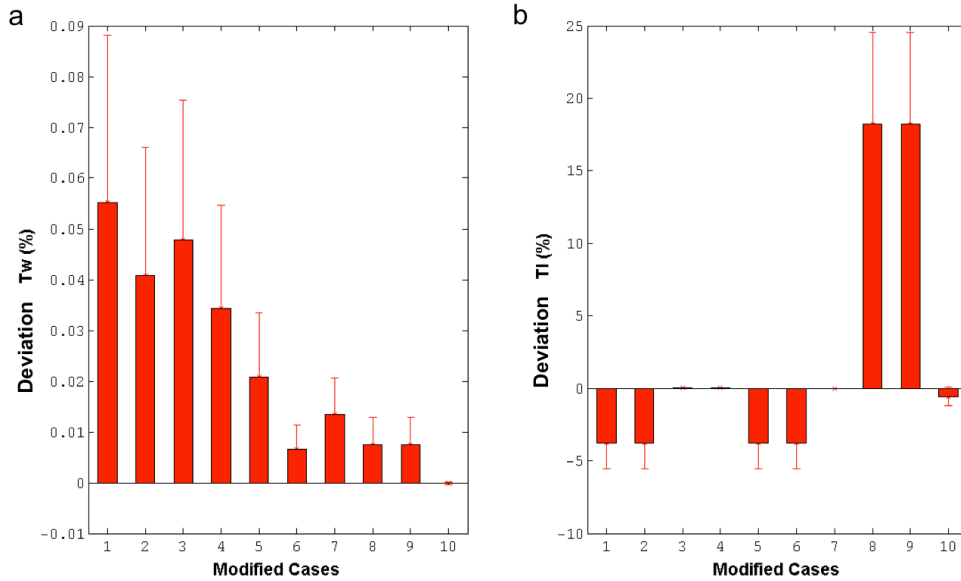 a
0.09
0.08
0.07
0.06
0.05
0.04
0.03
0.02
0.01
0
-0.01
Deviation Tw (%)
1 2 3 4 5 6 7 8 9 10
Modified Cases
b
25
20
15
10
5
0
-5
-10
Deviation Tl (%)
1 2 3 4 5 6 7 8 9 10
Modified Cases